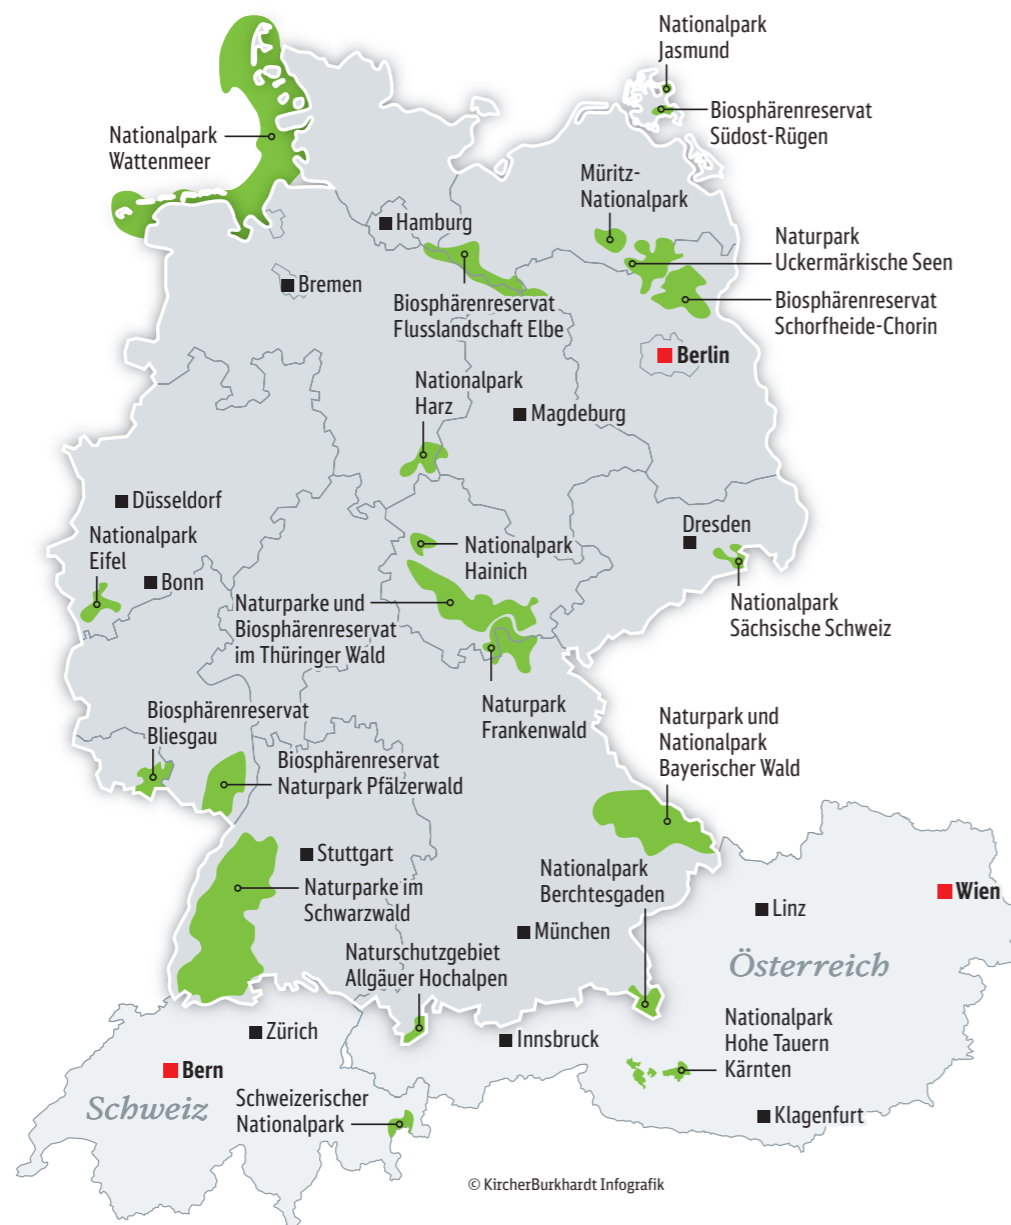 Nationalpark
Jasmund
Biosphärenreservat
Südost-Rügen
Nationalpark
Wattenmeer
Müritz-
Nationalpark
Hamburg
Naturpark
Uckermärkische Seen
Bremen
Biosphärenreservat
Flusslandschaft Elbe
Biosphärenreservat
Schorfheide-Chorin
Berlin
Nationalpark
Harz
Magdeburg
Düsseldorf
Nationalpark
Eifel
Bonn
Nationalpark
Hainich
Dresden
Naturparke und
Biosphärenreservat
im Thüringer Wald
Nationalpark
Sächsische Schweiz
Naturpark
Frankenwald
Biosphärenreservat
Bliesgau
Biosphärenreservat
Naturpark Pfälzerwald
Naturpark und
Nationalpark
Bayerischer Wald
Stuttgart
Naturparke im
Schwarzwald
Nationalpark
Berchtesgaden
Wien
Linz
München
Naturschutzgebiet
Allgäuer Hochalpen
Österreich
Zürich
Innsbruck
Nationalpark
Hohe Tauern
Kärnten
Bern
Schweiz
Schweizerischer
Nationalpark
Klagenfurt
© KircherBurkhardt Infografik